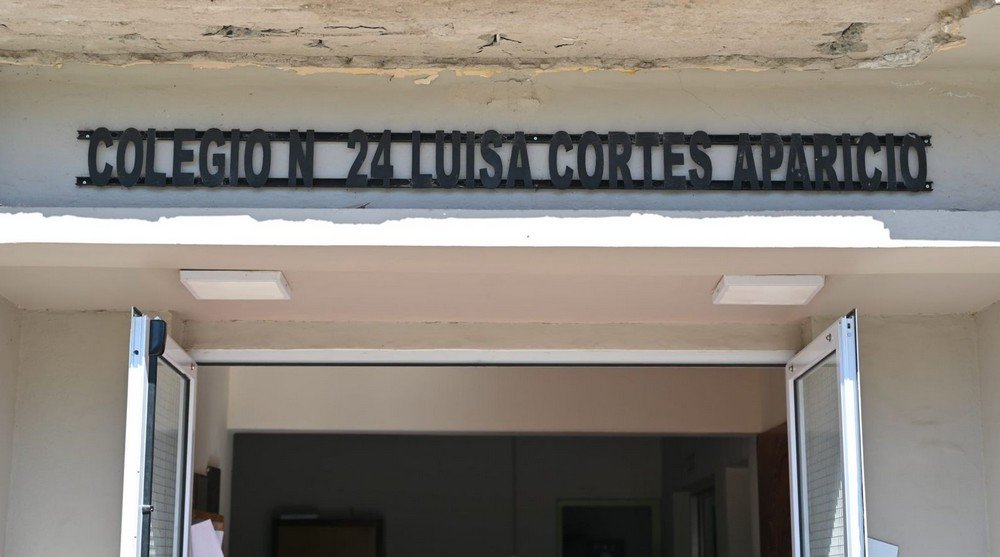 COLEGIO N 24 LUISA CORTES APARICIO